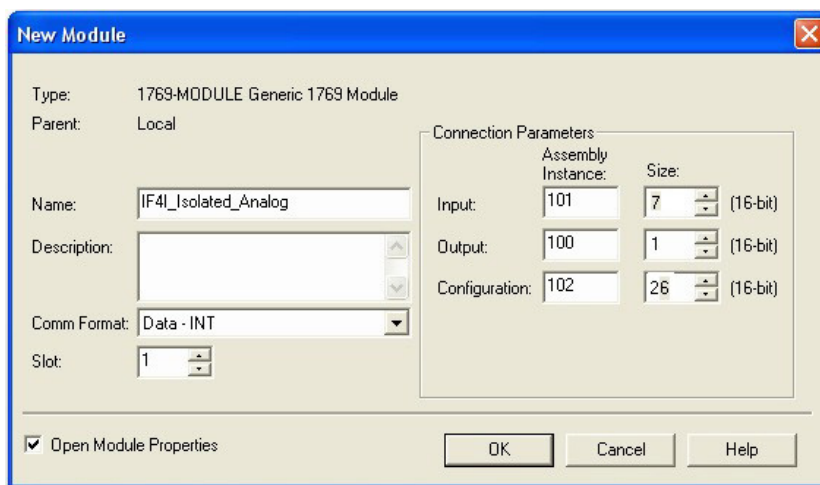 New Module
Type: 1769-MODULE Generic 1769 Module
Parent: Local
Connection Parameters
Assembly Instance:
Size:
Name: IF4I_Isolated_Analog
Input: 101 7 (16-bit)
Description:
Output: 100 1 (16-bit)
Configuration: 102 26 (16-bit)
Comm Format: Data - INT
Slot: 1
Open Module Properties
OK
Cancel
Help